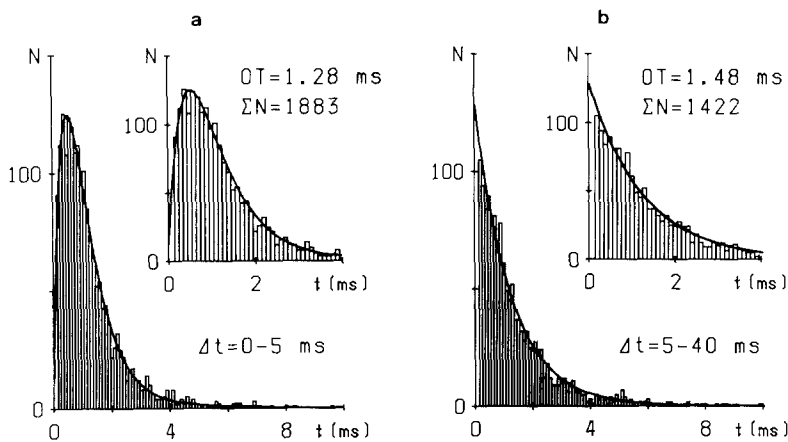 a
N
100
0
0 4 8 t (ms)
N
100
0
0 2 t (ms)
OT=1.28 ms
ΣN=1883
Δt=0-5 ms
b
N
100
0
0 4 8 t (ms)
N
100
0
0 2 t (ms)
OT=1.48 ms
ΣN=1422
Δt=5-40 ms